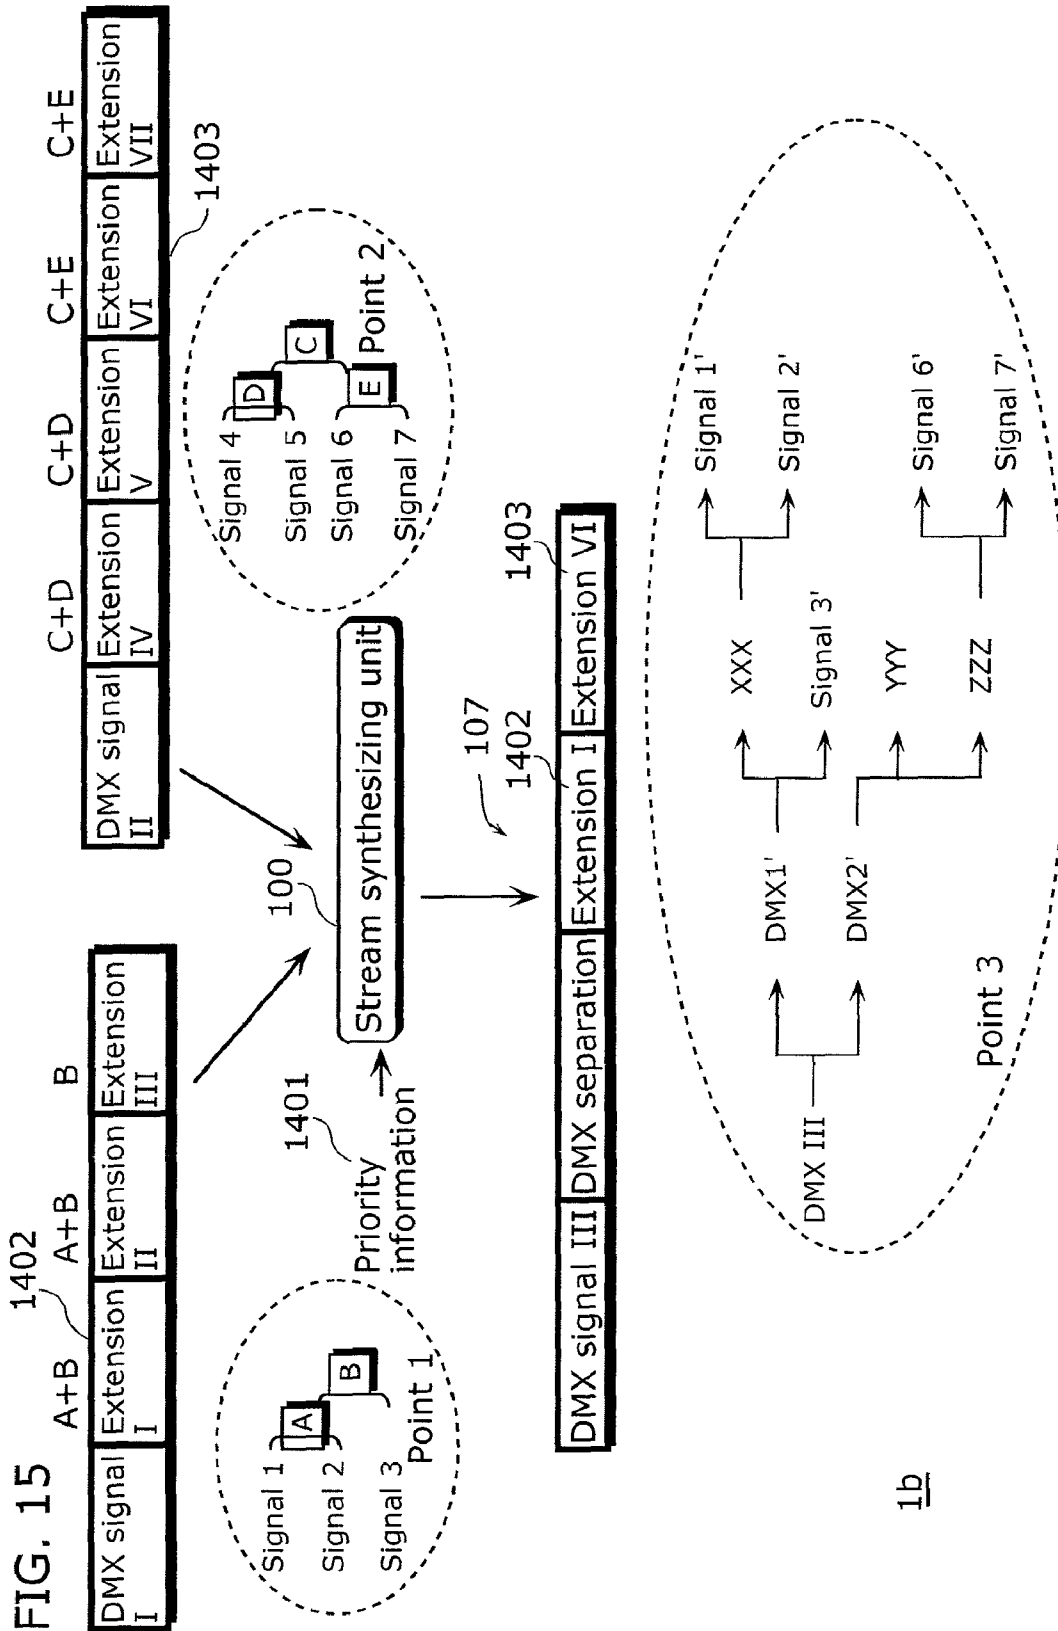 FIG. 15
1402
A+B
A+B
B
DMX signal I
Extension I
Extension II
Extension III
C+D
C+D
C+E
C+E
DMX signal II
Extension IV
Extension V
Extension VI
Extension VII
1403
Signal 1
Signal 2
Signal 3
A
B
Point 1
1401
Priority
information
100
Stream synthesizing unit
Signal 4
Signal 5
Signal 6
Signal 7
D
C
E
Point 2
107
1402
1403
DMX signal III
DMX separation
Extension I
Extension VI
DMX III
DMX1'
DMX2'
XXX
Signal 3'
YYY
ZZZ
Signal 1'
Signal 2'
Signal 6'
Signal 7'
Point 3
1b